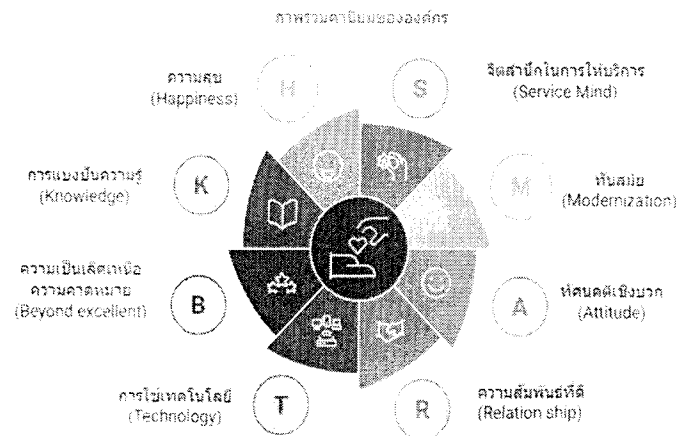 ภาพรวมค่านิยมขององค์กร
S
จิตสำนึกในการให้บริการ
(Service Mind)
M
ทันสมัย
(Modernization)
A
ทัศนคติเชิงบวก
(Attitude)
R
ความสัมพันธ์ที่ดี
(Relation ship)
T
การใช้เทคโนโลยี
(Technology)
B
ความเป็นเลิศเหนือ
ความคาดหมาย
(Beyond excellent)
K
การแบ่งปันความรู้
(Knowledge)
H
ความสุข
(Happiness)